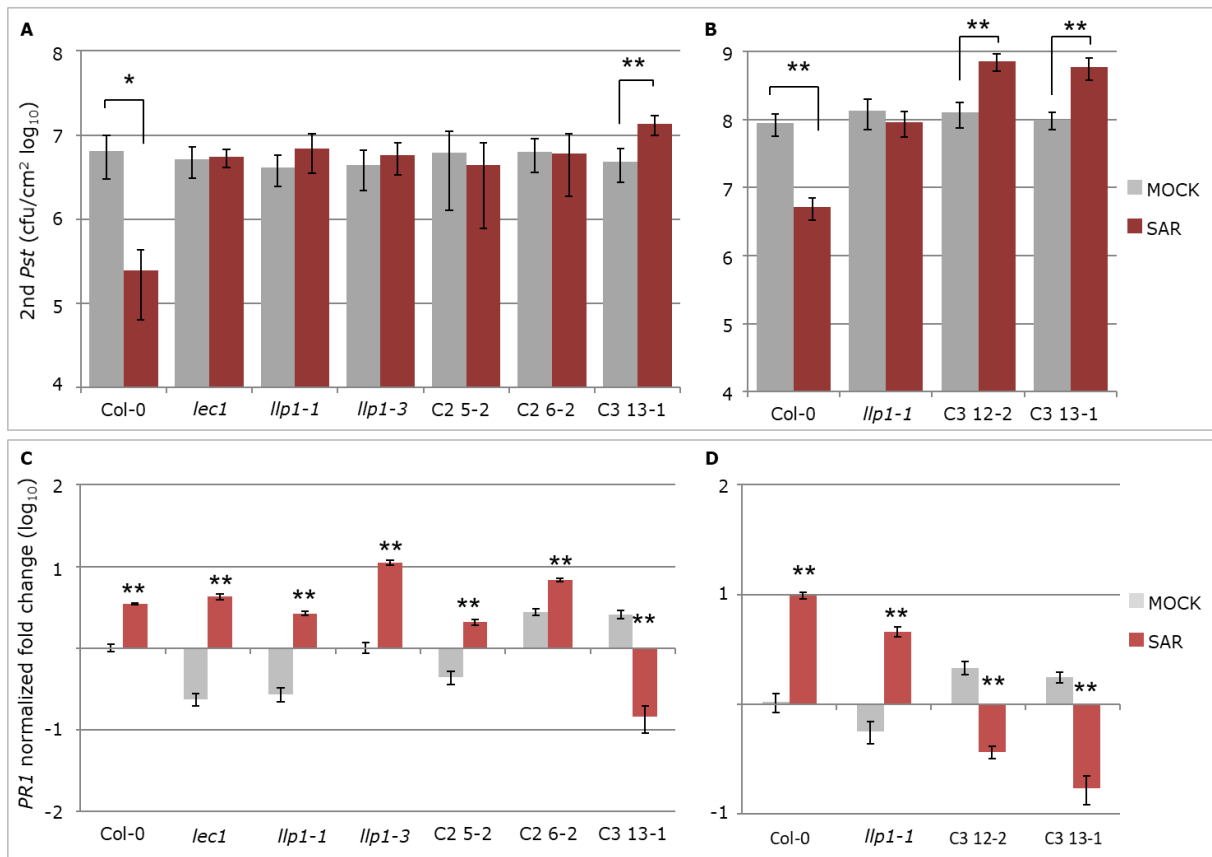 A
2nd Pst (cfu/cm² log₁₀)
8
7
6
5
4
*
**
Col-0 lec1 llp1-1 llp1-3 C2 5-2 C2 6-2 C3 13-1
B
9
8
7
6
5
4
**
**
**
Col-0 llp1-1 C3 12-2 C3 13-1
MOCK
SAR
C
PR1 normalized fold change (log₁₀)
2
1
-1
-2
** ** ** ** ** ** **
Col-0 lec1 llp1-1 llp1-3 C2 5-2 C2 6-2 C3 13-1
D
2
1
-1
** ** ** **
Col-0 llp1-1 C3 12-2 C3 13-1
MOCK
SAR